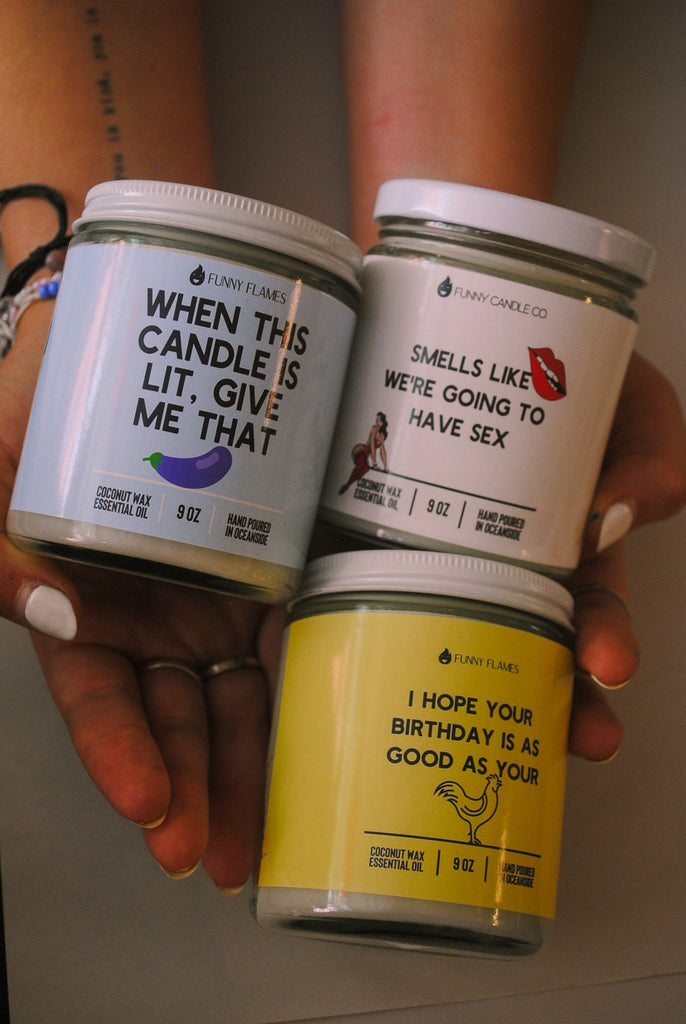 FUNNY FLAMES
WHEN THIS
CANDLE IS
LIT, GIVE
ME THAT
COCONUT WAX
ESSENTIAL OIL
9 OZ
HAND POURED
IN OCEANSIDE
FUNNY CANDLE CO
SMELLS LIKE
WE'RE GOING TO
HAVE SEX
COCONUT WAX
ESSENTIAL OIL
9 OZ
HAND POURED
IN OCEANSIDE
FUNNY FLAMES
I HOPE YOUR
BIRTHDAY IS AS
GOOD AS YOUR
COCONUT WAX
ESSENTIAL OIL
9 OZ
HAND POURED
IN OCEANSIDE